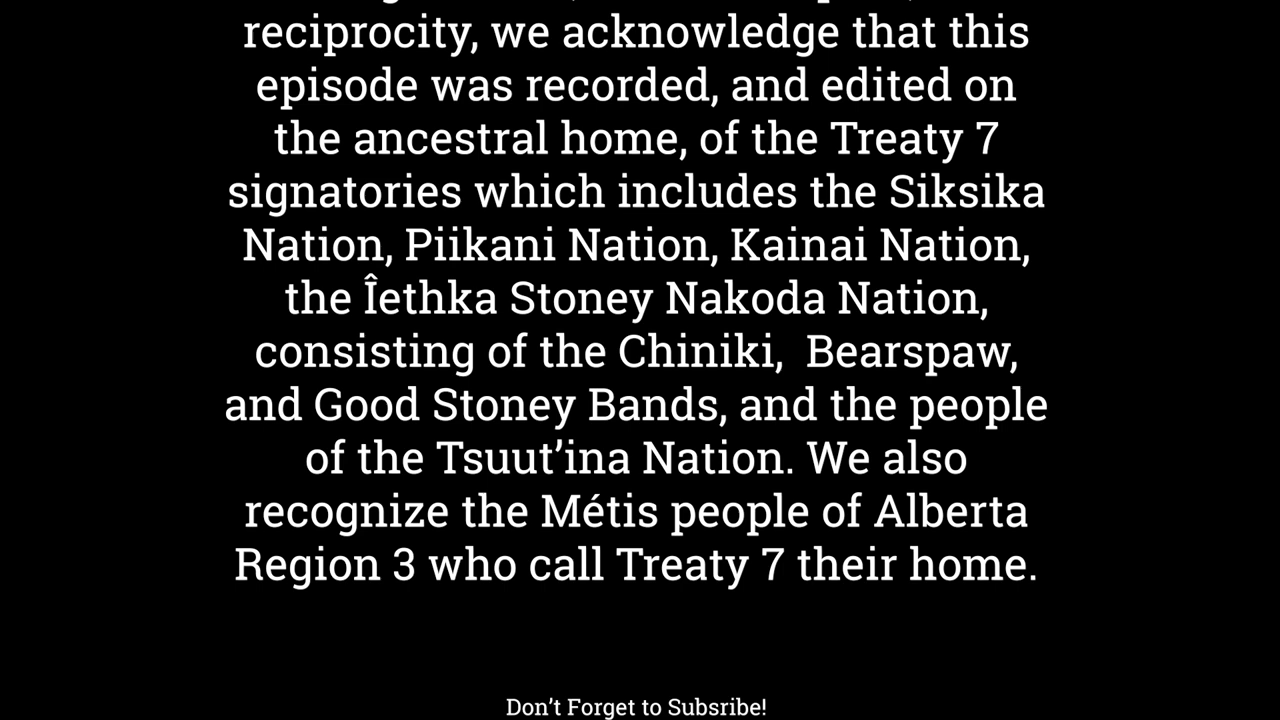 reciprocity, we acknowledge that this
episode was recorded, and edited on
the ancestral home, of the Treaty 7
signatories which includes the Siksika
Nation, Piikani Nation, Kainai Nation,
the Îethka Stoney Nakoda Nation,
consisting of the Chiniki,  Bearspaw,
and Good Stoney Bands, and the people
of the Tsuut’ina Nation. We also
recognize the Métis people of Alberta
Region 3 who call Treaty 7 their home.
Don’t Forget to Subsribe!